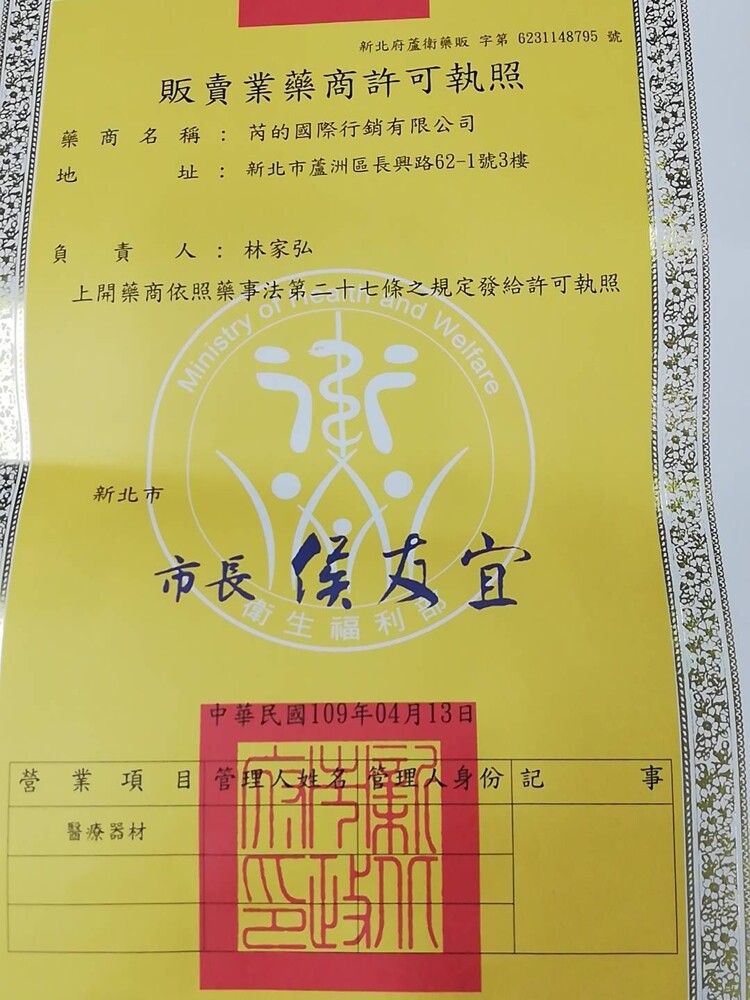 新北府蘆衛藥販 字第 6231148795 號
販賣業藥商許可執照
藥商名稱：芮的國際行銷有限公司
地址：新北市蘆洲區長興路62-1號3樓
負責人：林家弘
上開藥商依照藥事法第二十七條之規定發給許可執照
Ministry of Health and Welfare
新北市
市長 侯友宜
衛生福利部
中華民國109年04月13日
營業項目 管理人姓名 管理人身份 記事
醫療器材
新北市政府印